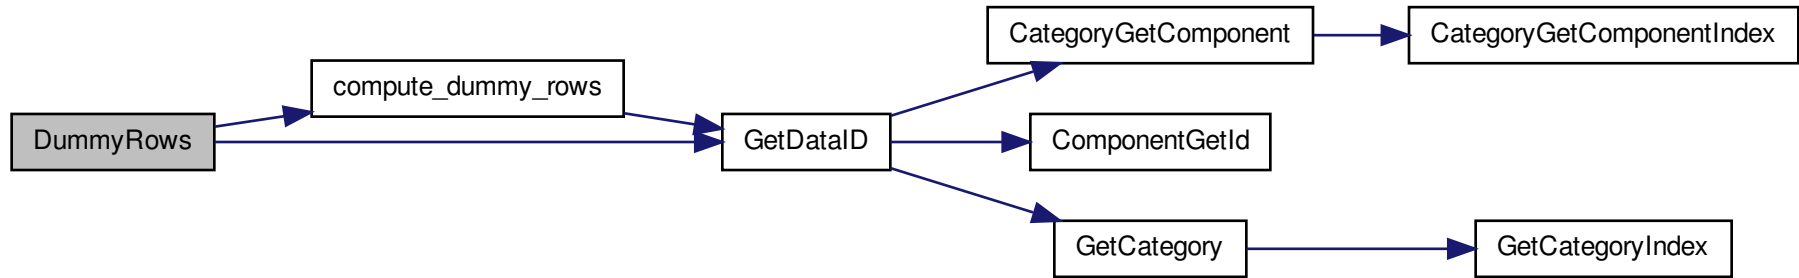 DummyRows
compute_dummy_rows
GetDataID
CategoryGetComponent
CategoryGetComponentIndex
ComponentGetId
GetCategory
GetCategoryIndex